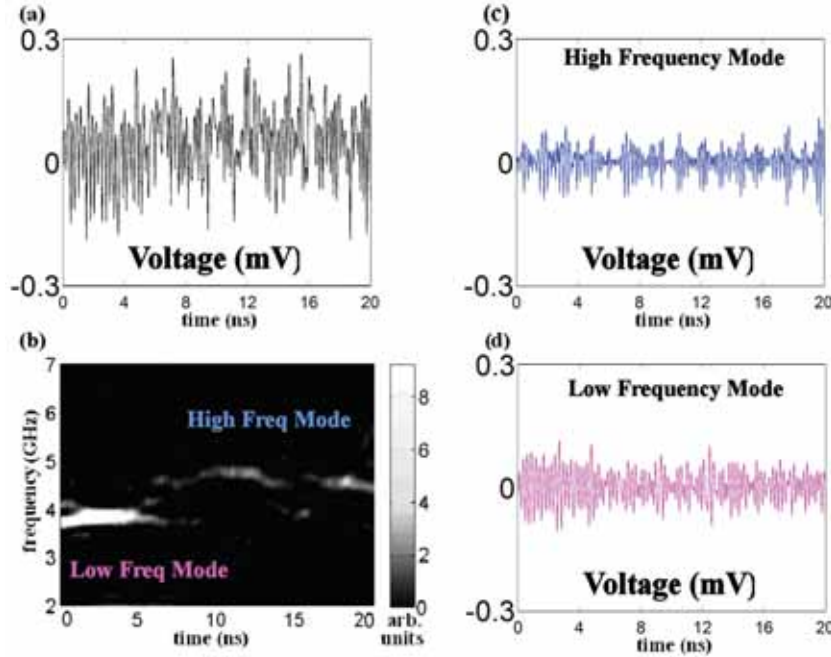 (a)
0.3
0
-0.3
Voltage (mV)
0 4 8 12 16 20
time (ns)
(b)
7
6
5
4
3
2
frequency (GHz)
High Freq Mode
Low Freq Mode
0 5 10 15 20
time (ns)
8
6
4
2
0
arb.
units
(c)
0.3
0
-0.3
High Frequency Mode
Voltage (mV)
0 4 8 12 16 20
time (ns)
(d)
0.3
0
-0.3
Low Frequency Mode
Voltage (mV)
0 4 8 12 16 20
time (ns)